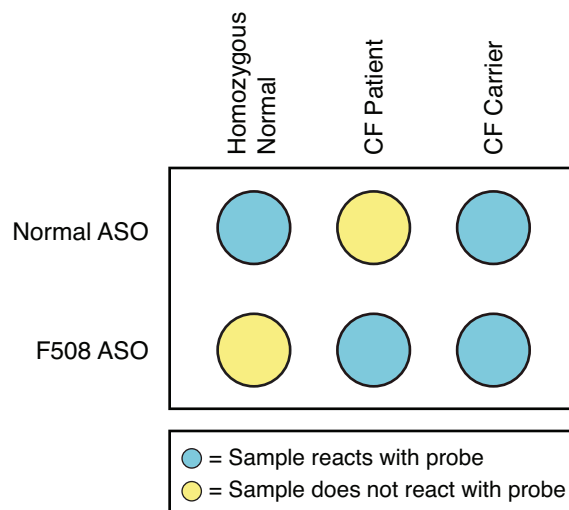 Homozygous
Normal
CF Patient
CF Carrier
Normal ASO
F508 ASO
= Sample reacts with probe
= Sample does not react with probe